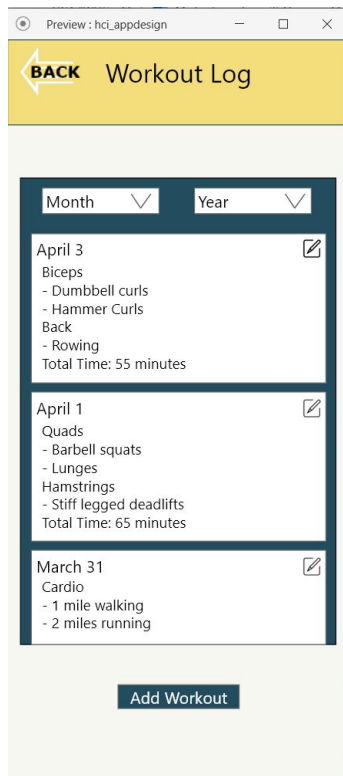 Preview : hci_appdesign
BACK
Workout Log
Month
Year
April 3
Biceps
- Dumbbell curls
- Hammer Curls
Back
- Rowing
Total Time: 55 minutes
April 1
Quads
- Barbell squats
- Lunges
Hamstrings
- Stiff legged deadlifts
Total Time: 65 minutes
March 31
Cardio
- 1 mile walking
- 2 miles running
Add Workout